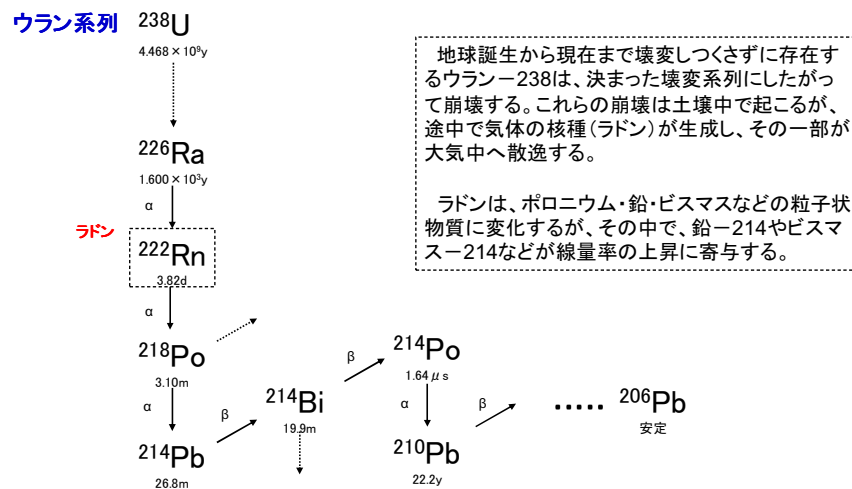 ウラン系列
²³⁸U
4.468×10⁹y
地球誕生から現在まで壊変しつくさずに存在す
るウラン－238は、決まった壊変系列にしたがっ
て崩壊する。これらの崩壊は土壌中で起こるが、
途中で気体の核種(ラドン)が生成し、その一部が
大気中へ散逸する。
ラドンは、ポロニウム・鉛・ビスマスなどの粒子状
物質に変化するが、その中で、鉛－214やビスマ
ス－214などが線量率の上昇に寄与する。
²²⁶Ra
1.600×10³y
α
ラドン
²²²Rn
3.82d
α
²¹⁸Po
3.10m
α
²¹⁴Pb
26.8m
β
²¹⁴Bi
19.9m
β
²¹⁴Po
1.64μs
α
²¹⁰Pb
22.2y
β
•••••
²⁰⁶Pb
安定